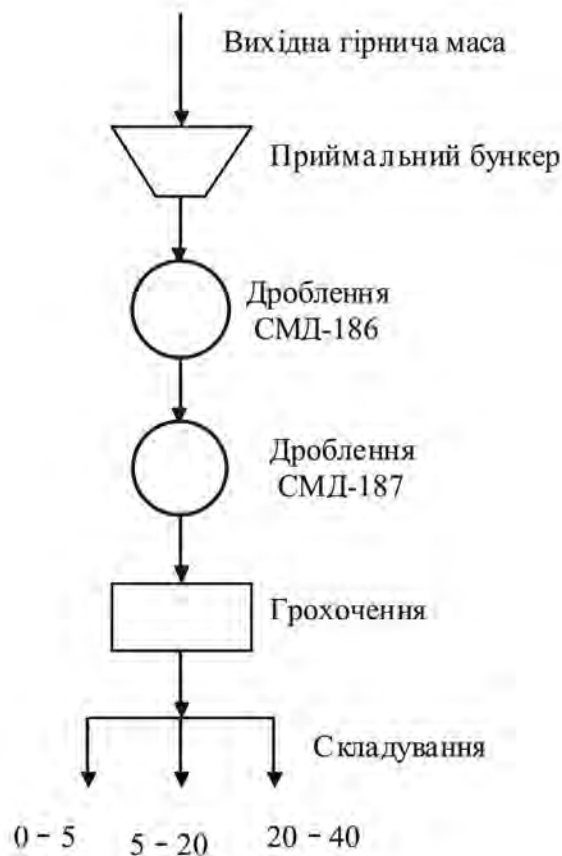 Вихідна гірнича маса
Приймальний бункер
Дроблення
СМД-186
Дроблення
СМД-187
Грохочення
Складування
0 – 5
5 – 20
20 – 40